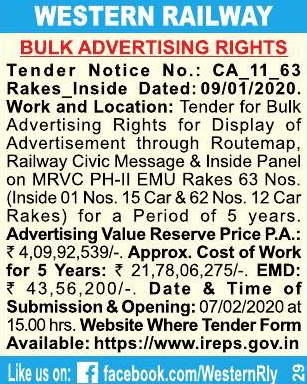 WESTERN RAILWAY
BULK ADVERTISING RIGHTS
Tender Notice No.: CA_11_63
Rakes_Inside Dated: 09/01/2020.
Work and Location: Tender for Bulk
Advertising Rights for Display of
Advertisement through Routemap,
Railway Civic Message & Inside Panel
on MRVC PH-II EMU Rakes 63 Nos.
(Inside 01 Nos. 15 Car & 62 Nos. 12 Car
Rakes) for a Period of 5 years.
Advertising Value Reserve Price P.A.:
₹ 4,09,92,539/-. Approx. Cost of Work
for 5 Years: ₹ 21,78,06,275/-. EMD:
₹ 43,56,200/-. Date & Time of
Submission & Opening: 07/02/2020 at
15.00 hrs. Website Where Tender Form
Available: https://www.ireps.gov.in
Like us on: f facebook.com/WesternRly